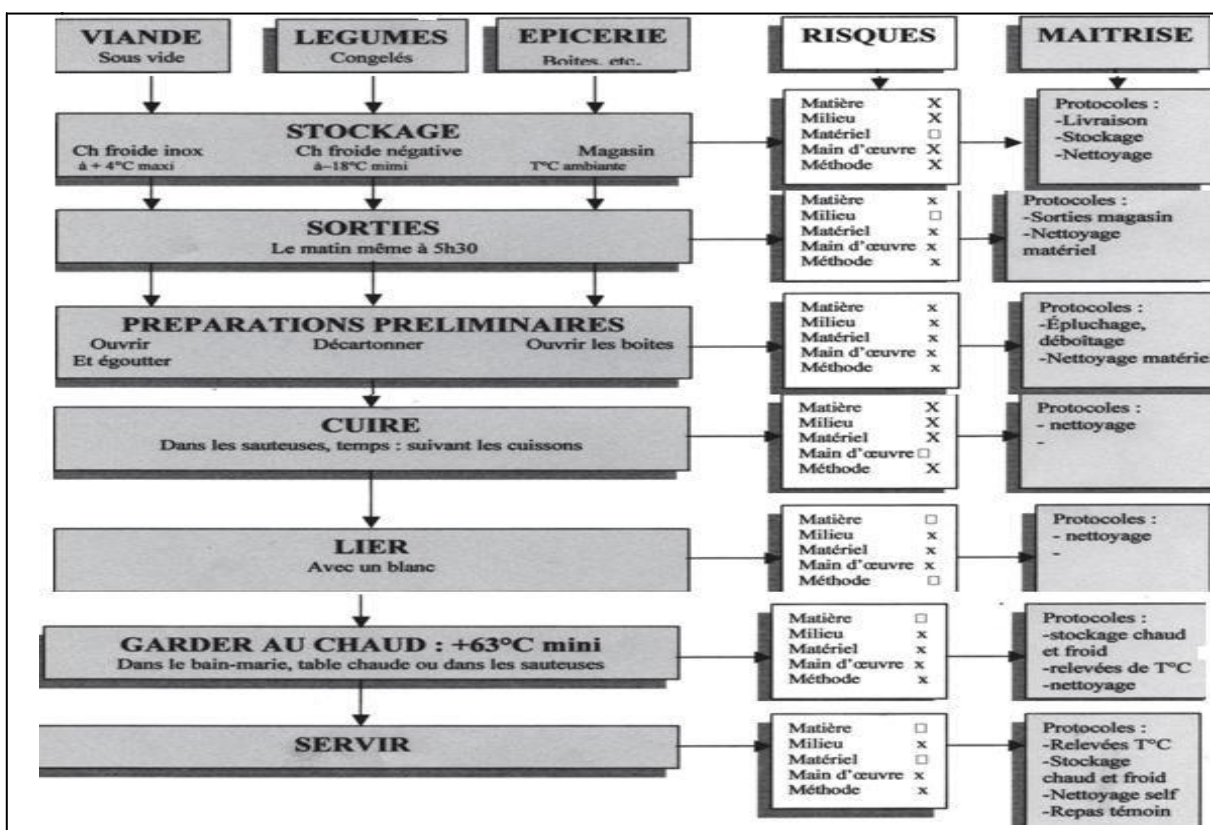 VIANDE
Sous vide
LEGUMES
Congelés
EPICERIE
Boites, etc.
RISQUES
MAITRISE
STOCKAGE
Ch froide inox
à + 4°C maxi
Ch froide négative
à–18°C mimi
Magasin
T°C ambiante
Matière X
Milieu X
Matériel □
Main d'œuvre X
Méthode X
Protocoles :
-Livraison
-Stockage
-Nettoyage
SORTIES
Le matin même à 5h30
Matière x
Milieu □
Matériel x
Main d'œuvre x
Méthode x
Protocoles :
-Sorties magasin
-Nettoyage
matériel
PREPARATIONS PRELIMINAIRES
Ouvrir
Et égoutter
Décartonner
Ouvrir les boites
Matière x
Milieu x
Matériel x
Main d'œuvre x
Méthode x
Protocoles :
-Épluchage,
déboîtage
-Nettoyage matérie
CUIRE
Dans les sauteuses, temps : suivant les cuissons
Matière X
Milieu X
Matériel X
Main d'œuvre □
Méthode X
Protocoles :
- nettoyage
-
LIER
Avec un blanc
Matière □
Milieu x
Matériel x
Main d'œuvre x
Méthode □
Protocoles :
- nettoyage
-
GARDER AU CHAUD : +63°C mini
Dans le bain-marie, table chaude ou dans les sauteuses
Matière □
Milieu x
Matériel x
Main d'œuvre x
Méthode x
Protocoles :
-stockage chaud
et froid
-relevées de T°C
-nettoyage
SERVIR
Matière □
Milieu x
Matériel □
Main d'œuvre x
Méthode x
Protocoles :
-Relevées T°C
-Stockage
chaud et froid
-Nettoyage self
-Repas témoin